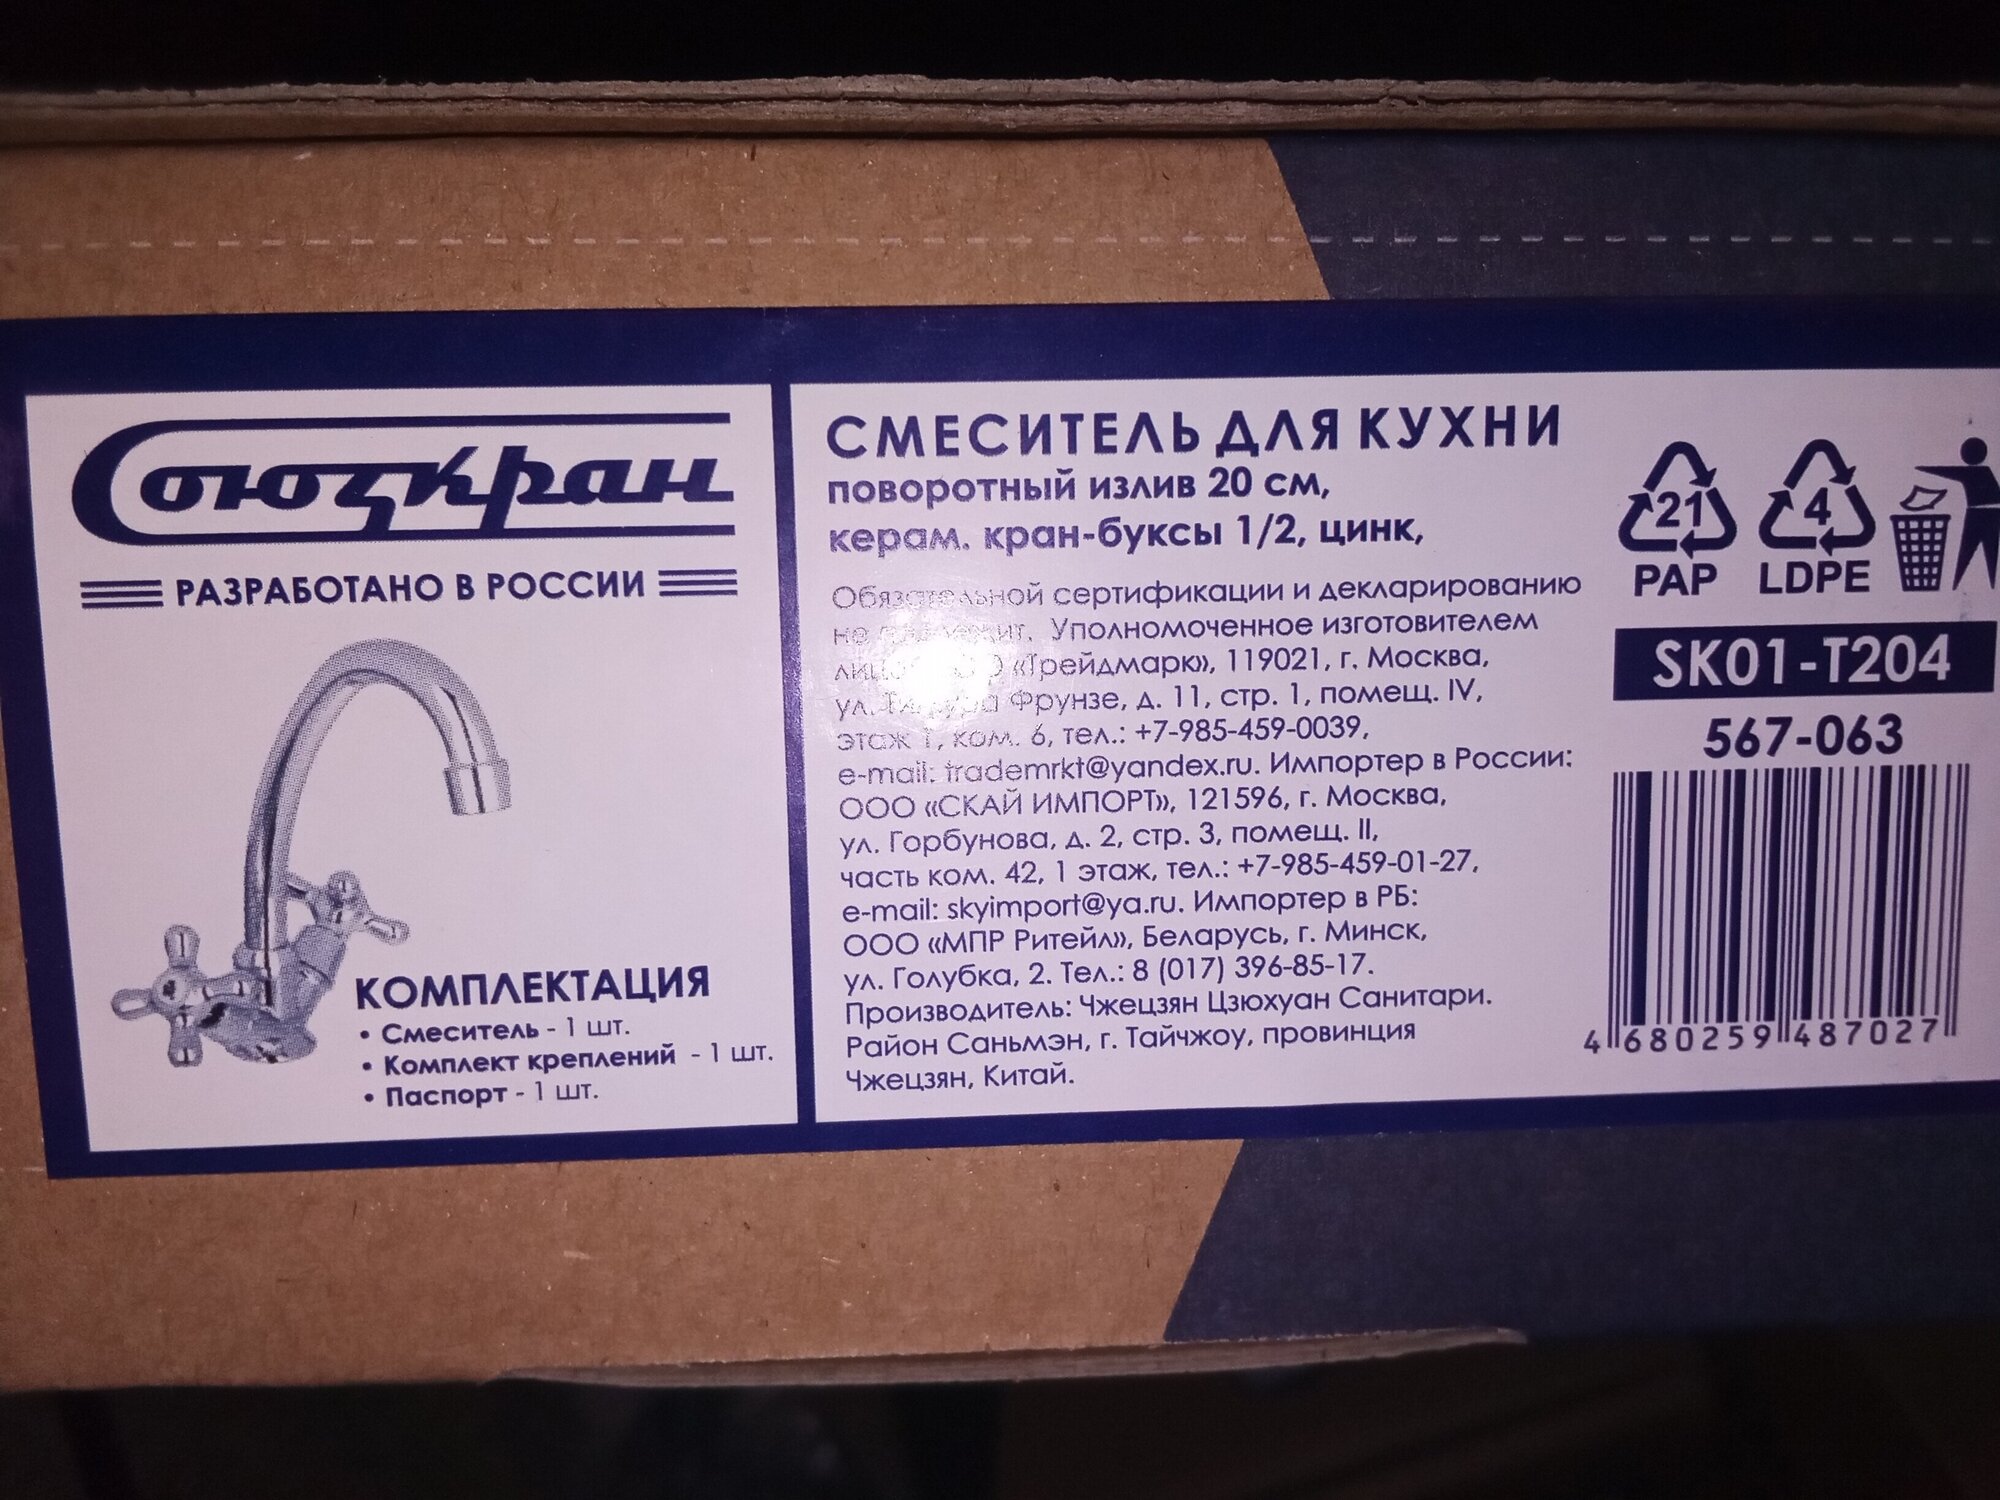 Союзкран
РАЗРАБОТАНО В РОССИИ
КОМПЛЕКТАЦИЯ
• Смеситель - 1 шт.
• Комплект креплений - 1 шт.
• Паспорт - 1 шт.
СМЕСИТЕЛЬ ДЛЯ КУХНИ
поворотный излив 20 см,
керам. кран-буксы 1/2, цинк,
Обязательной сертификации и декларированию
не подлежит. Уполномоченное изготовителем
«Трейдмарк», 119021, г. Москва,
ул. Тимура Фрунзе, д. 11, стр. 1, помещ. IV,
этаж 1, ком. 6, тел.: +7-985-459-0039,
e-mail: trademrkt@yandex.ru. Импортер в России:
ООО «СКАЙ ИМПОРТ», 121596, г. Москва,
ул. Горбунова, д. 2, стр. 3, помещ. II,
часть ком. 42, 1 этаж, тел.: +7-985-459-01-27,
e-mail: skyimport@ya.ru. Импортер в РБ:
ООО «МПР Ритейл», Беларусь, г. Минск,
ул. Голубка, 2. Тел.: 8 (017) 396-85-17.
Производитель: Чжецзян Цзюхуан Санитари.
Район Саньмэн, г. Тайчжоу, провинция
Чжецзян, Китай.
21 4
PAP LDPE
SK01-T204
567-063
4 680259 487027